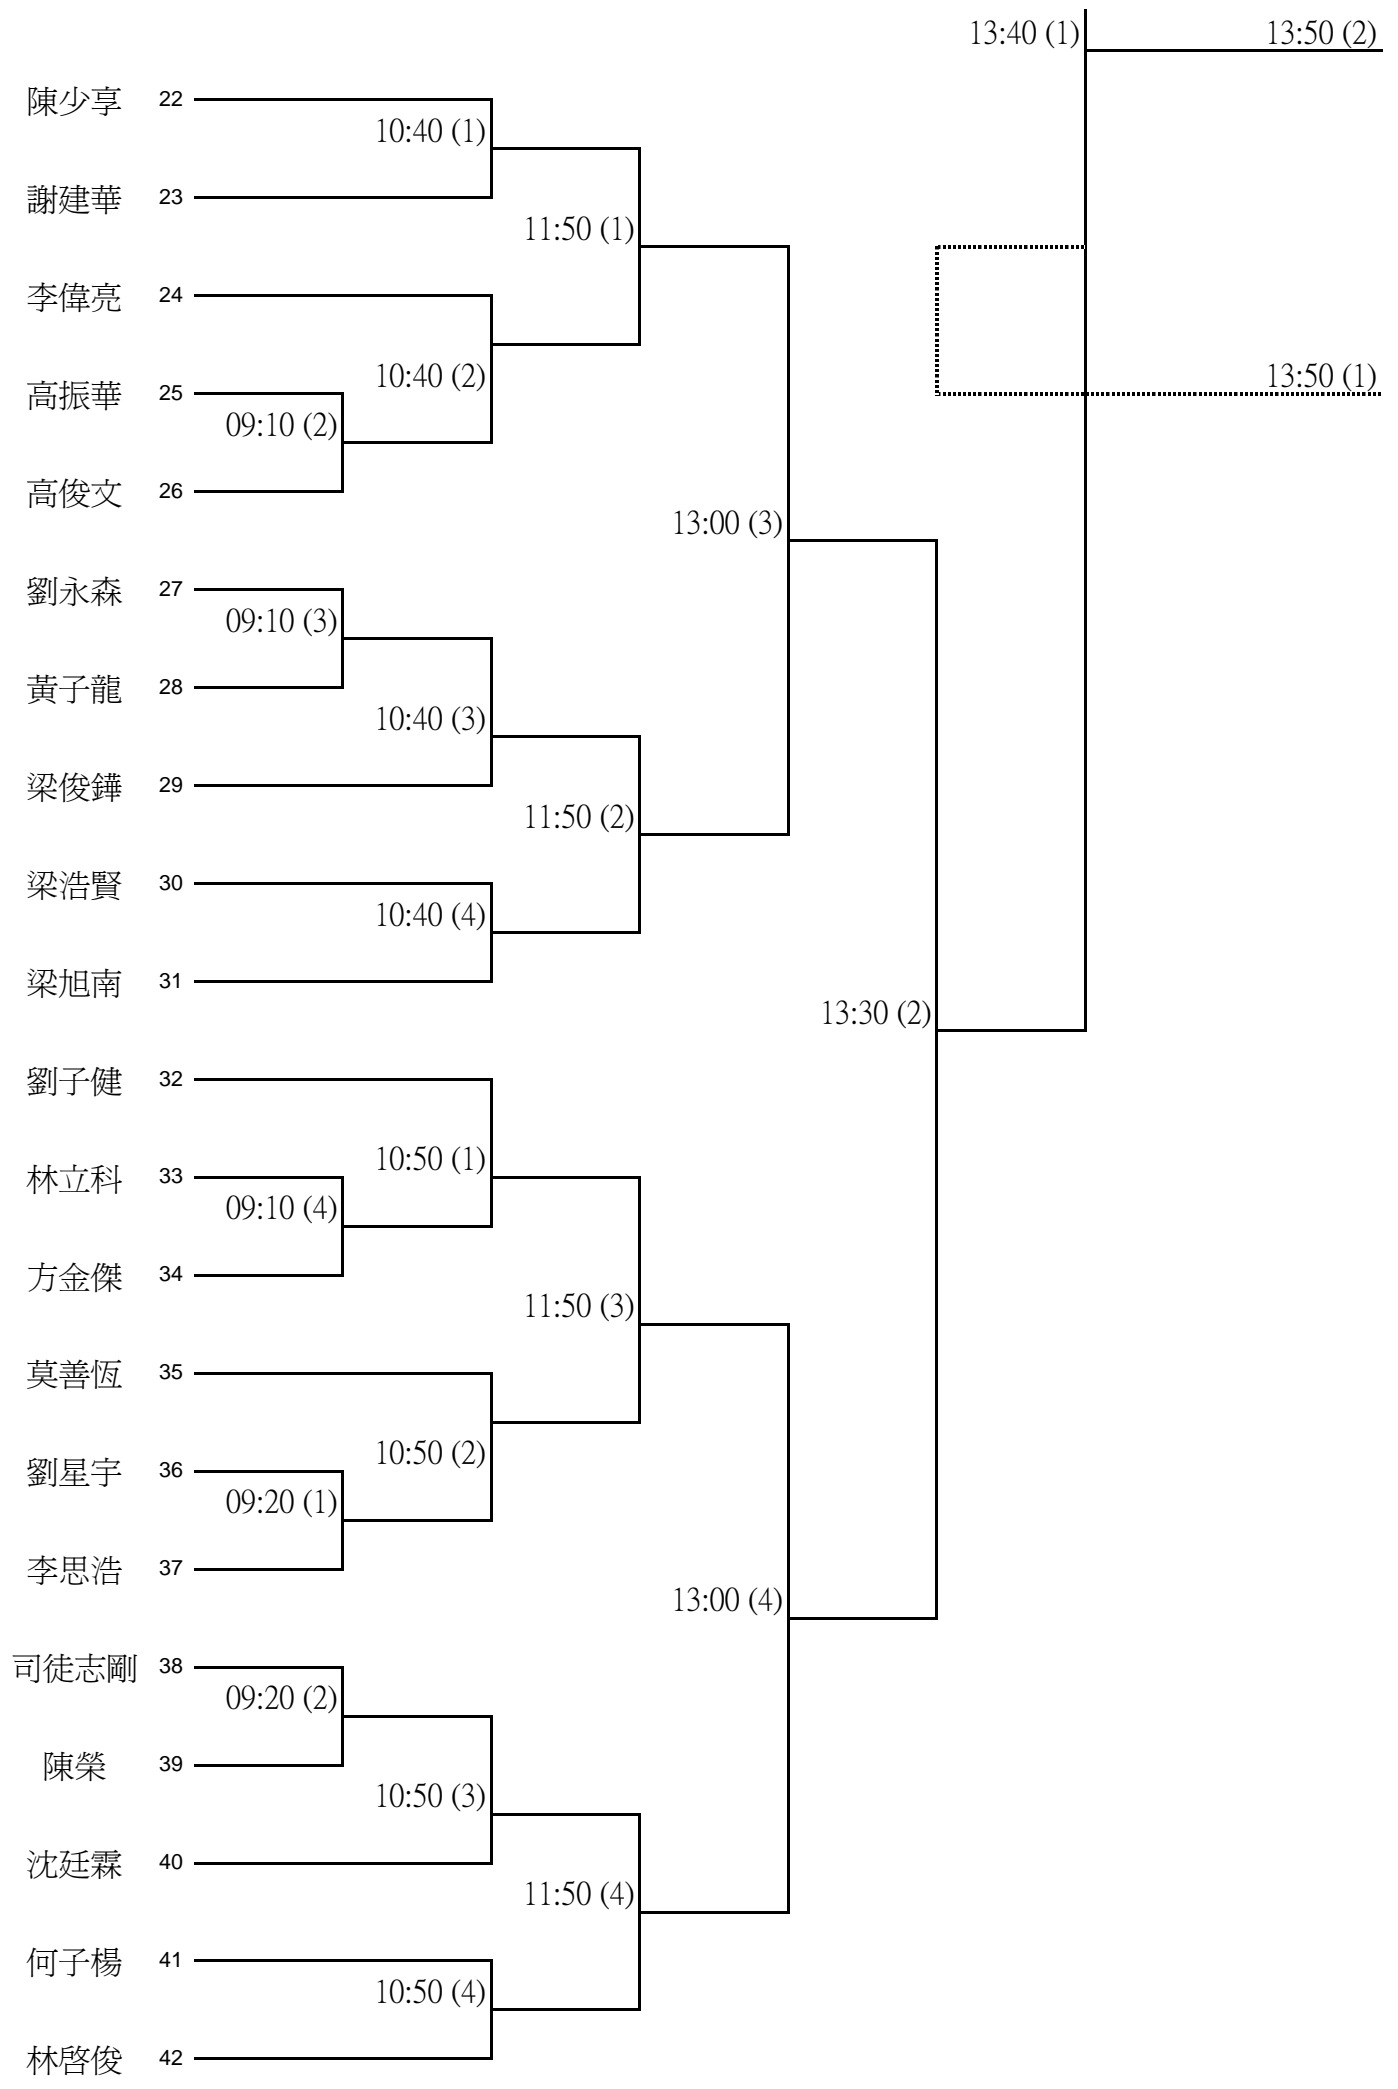 13:40 (1) 13:50 (2)
陳少享 22
10:40 (1)
謝建華 23
11:50 (1)
李偉亮 24
10:40 (2) 13:50 (1)
高振華 25
09:10 (2)
高俊文 26
13:00 (3)
劉永森 27
09:10 (3)
黃子龍 28
10:40 (3)
梁俊鏵 29
11:50 (2)
梁浩賢 30
10:40 (4)
梁旭南 31
13:30 (2)
劉子健 32
10:50 (1)
林立科 33
09:10 (4)
方金傑 34
11:50 (3)
莫善恆 35
10:50 (2)
劉星宇 36
09:20 (1)
李思浩 37
13:00 (4)
司徒志剛 38
09:20 (2)
陳榮 39
10:50 (3)
沈廷霖 40
11:50 (4)
何子楊 41
10:50 (4)
林啓俊 42